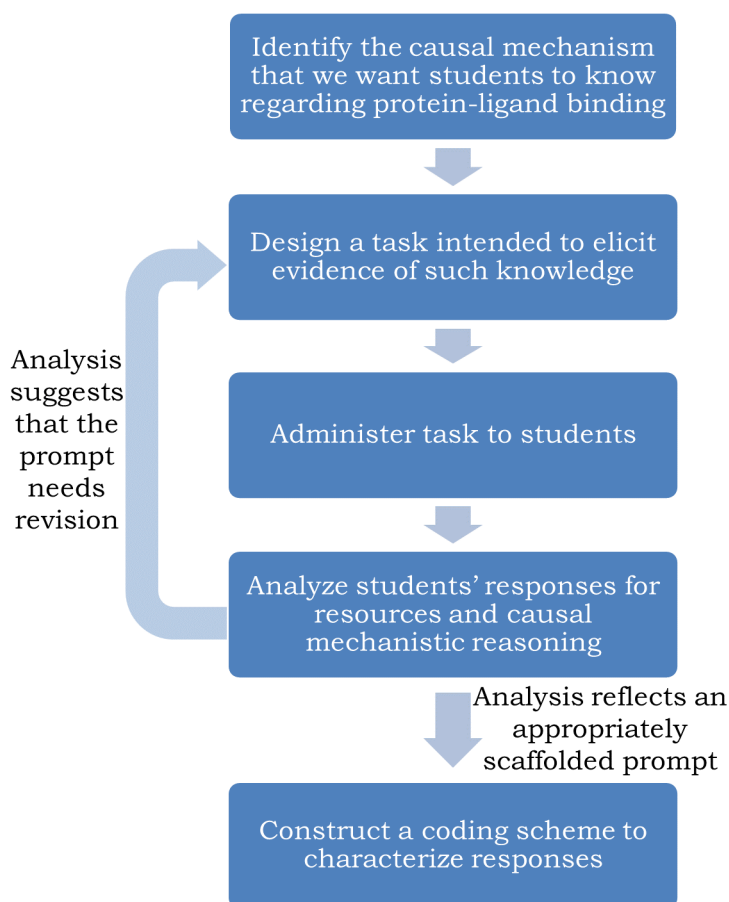 Identify the causal mechanism
that we want students to know
regarding protein-ligand binding
Design a task intended to elicit
evidence of such knowledge
Analysis
suggests
that the
prompt
needs
revision
Administer task to students
Analyze students’ responses for
resources and causal
mechanistic reasoning
Analysis reflects an
appropriately
scaffolded prompt
Construct a coding scheme to
characterize responses